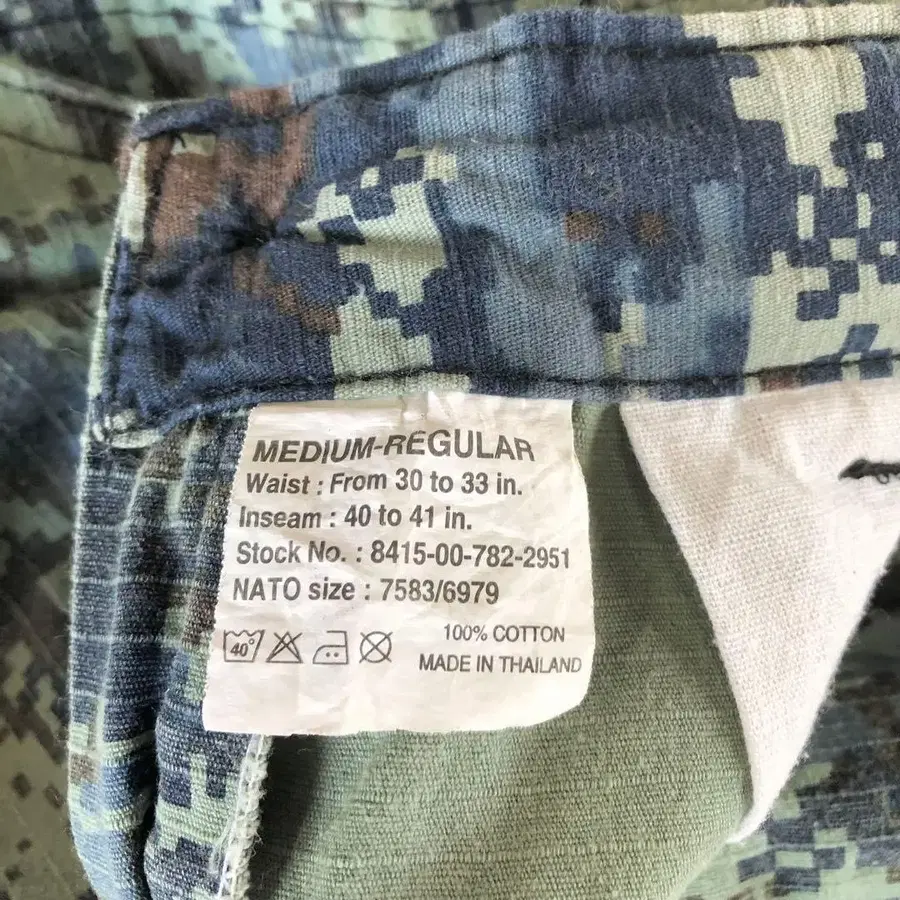 MEDIUM-REGULAR
Waist : From 30 to 33 in.
Inseam : 40 to 41 in.
Stock No. : 8415-00-782-2951
NATO size : 7583/6979
40°
100% COTTON
MADE IN THAILAND